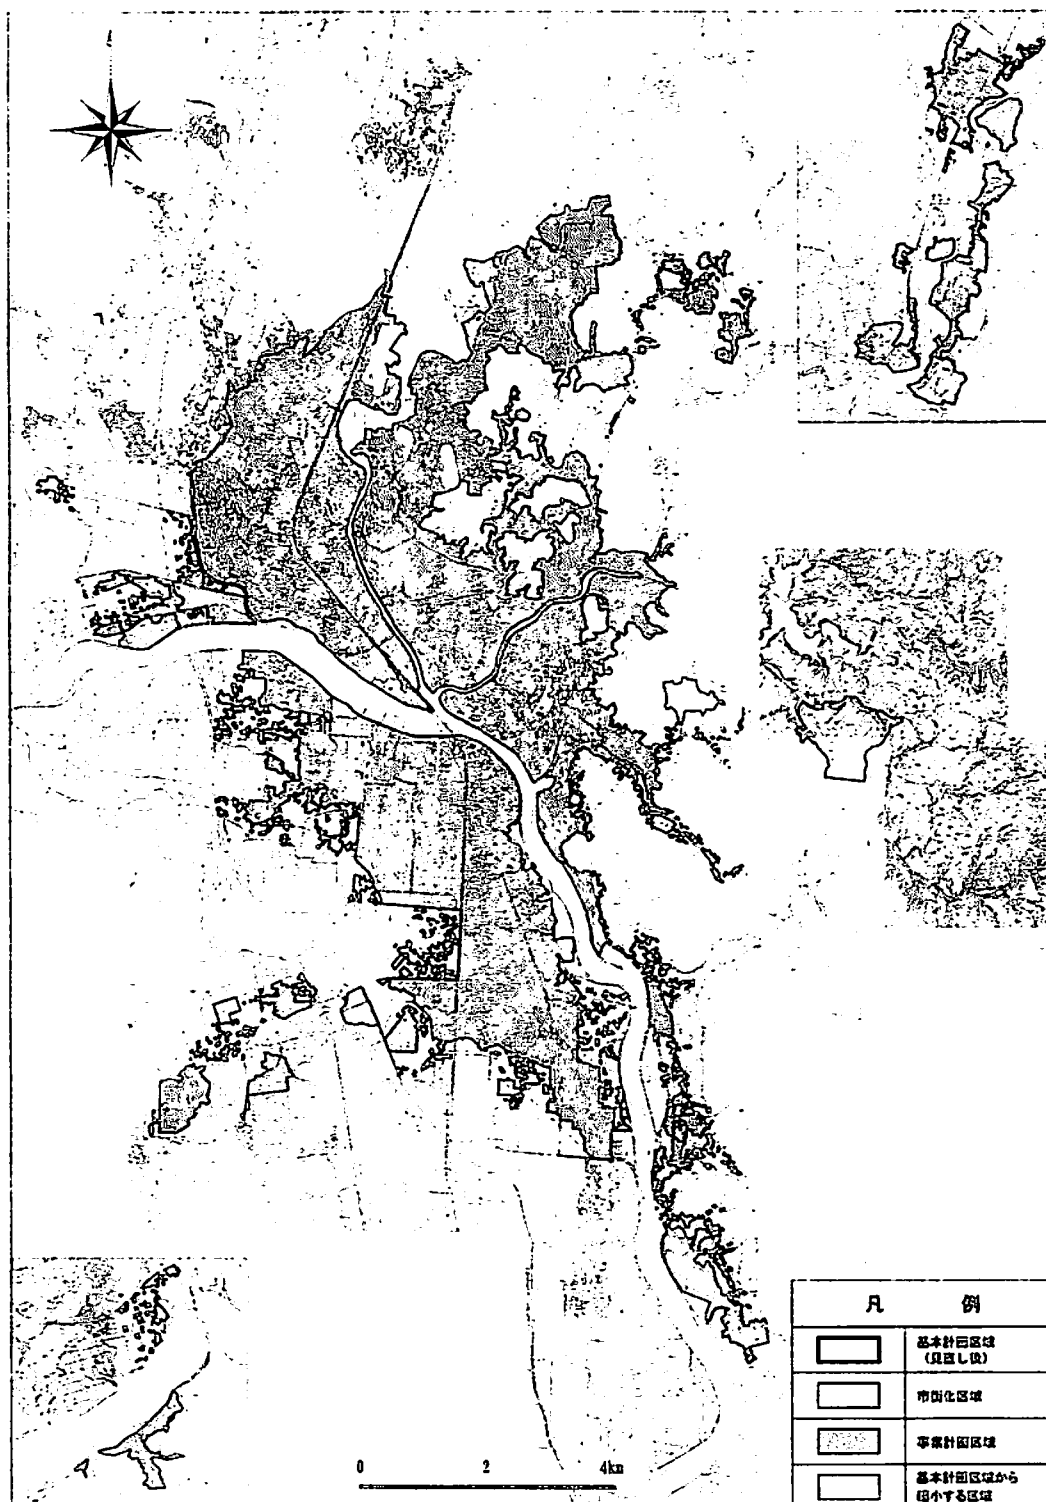 0 2 4km
凡 例
基本計画区域
(見直し後)
市街化区域
事業計画区域
基本計画区域から
縮小する区域